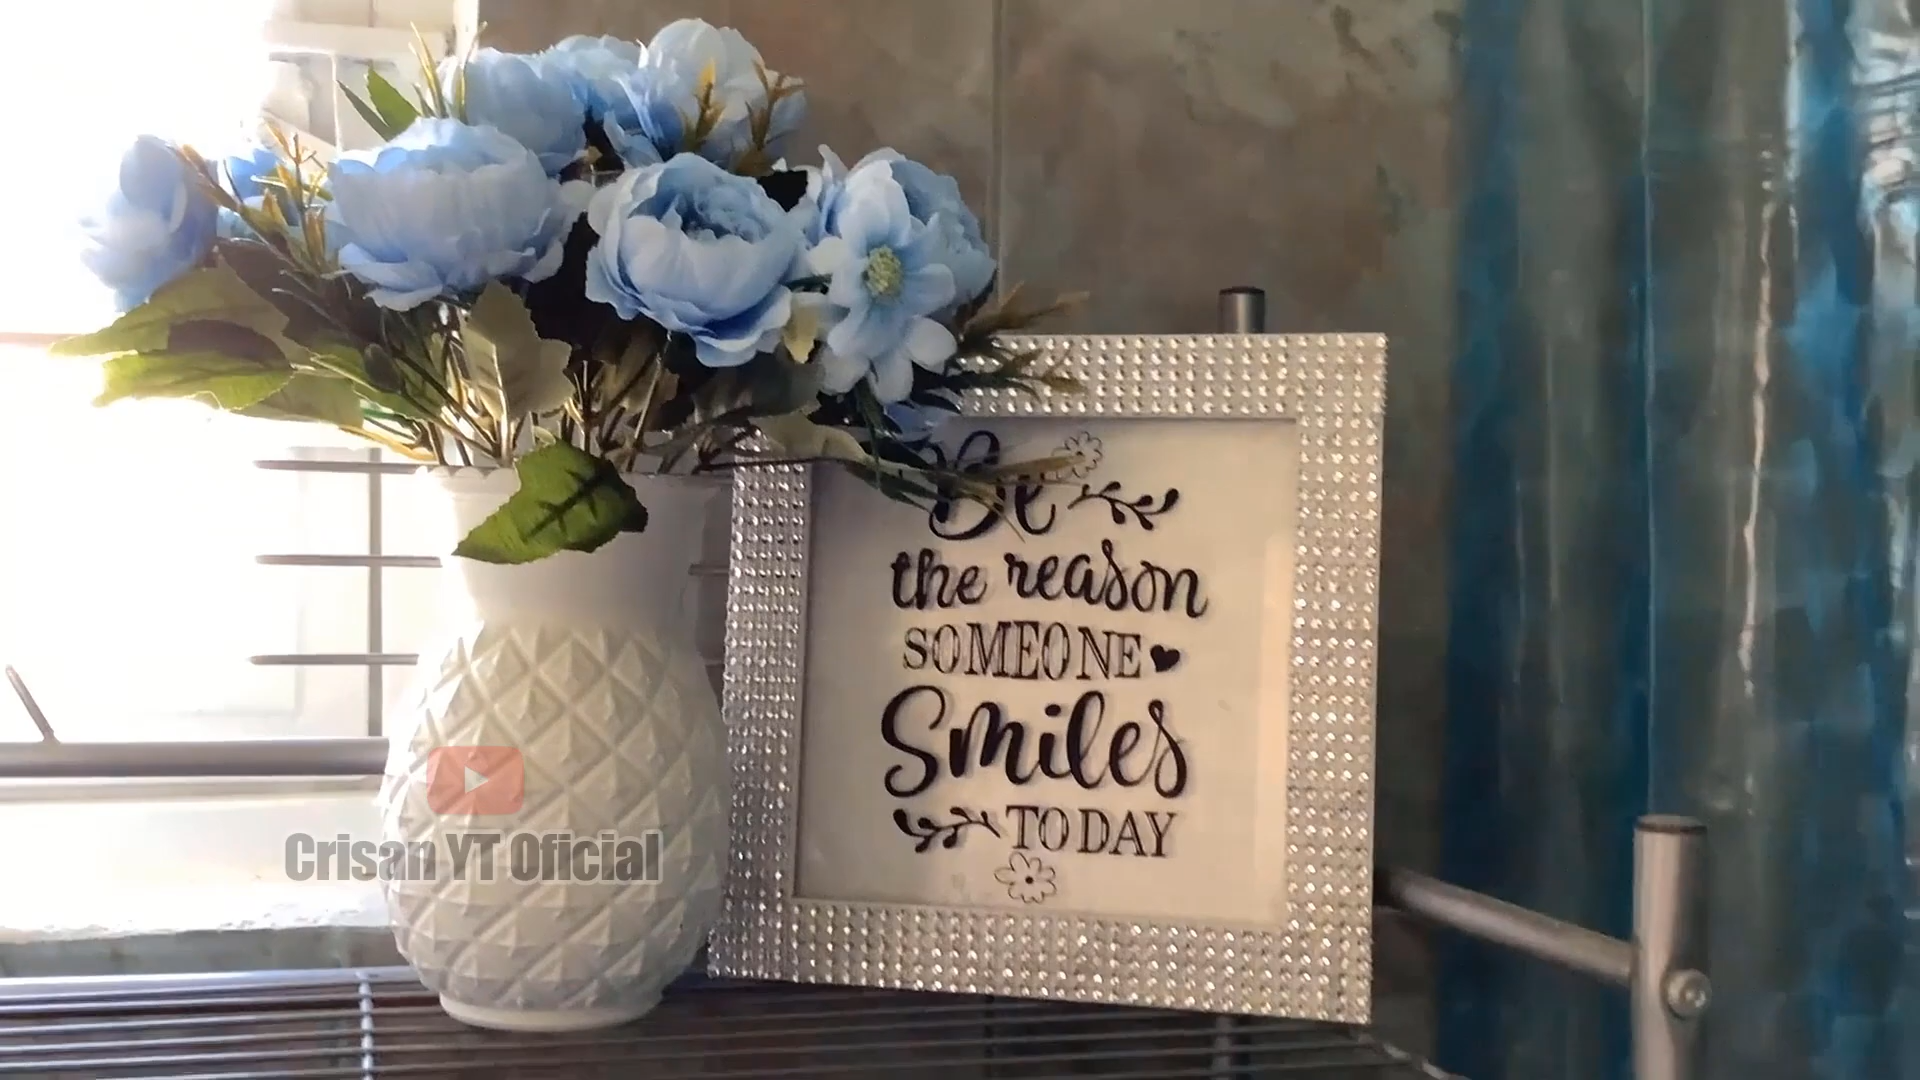 Be
the reason
SOMEONE
Smiles
TODAY
Crisan YT Oficial